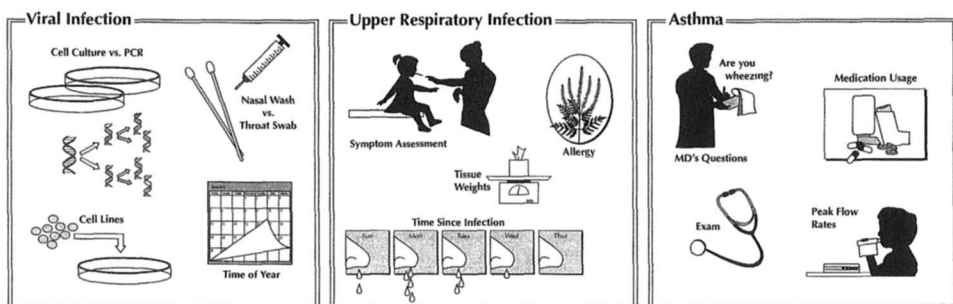 Viral Infection
Cell Culture vs. PCR
Nasal Wash
vs.
Throat Swab
Cell Lines
Time of Year
Upper Respiratory Infection
Symptom Assessment
Allergy
Tissue
Weights
Time Since Infection
Sun
Mon
Tues
Wed
Thur
Asthma
Are you
wheezing?
MD's Questions
Medication Usage
Exam
Peak Flow
Rates